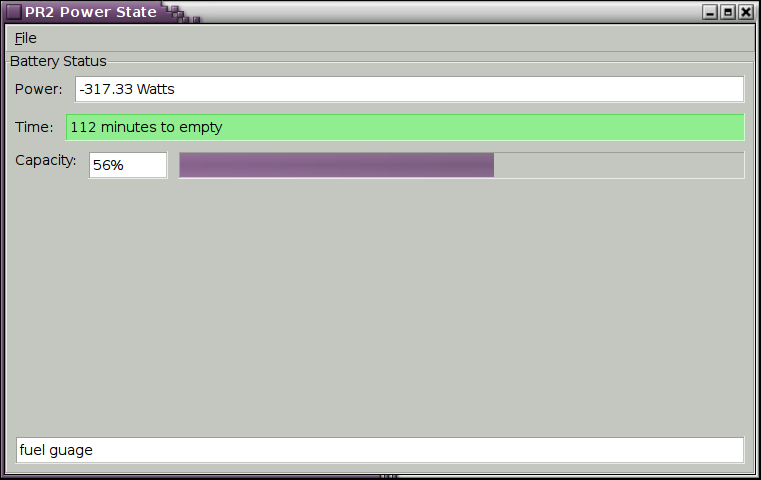 PR2 Power State
File
Battery Status
Power: -317.33 Watts
Time: 112 minutes to empty
Capacity: 56%
fuel guage